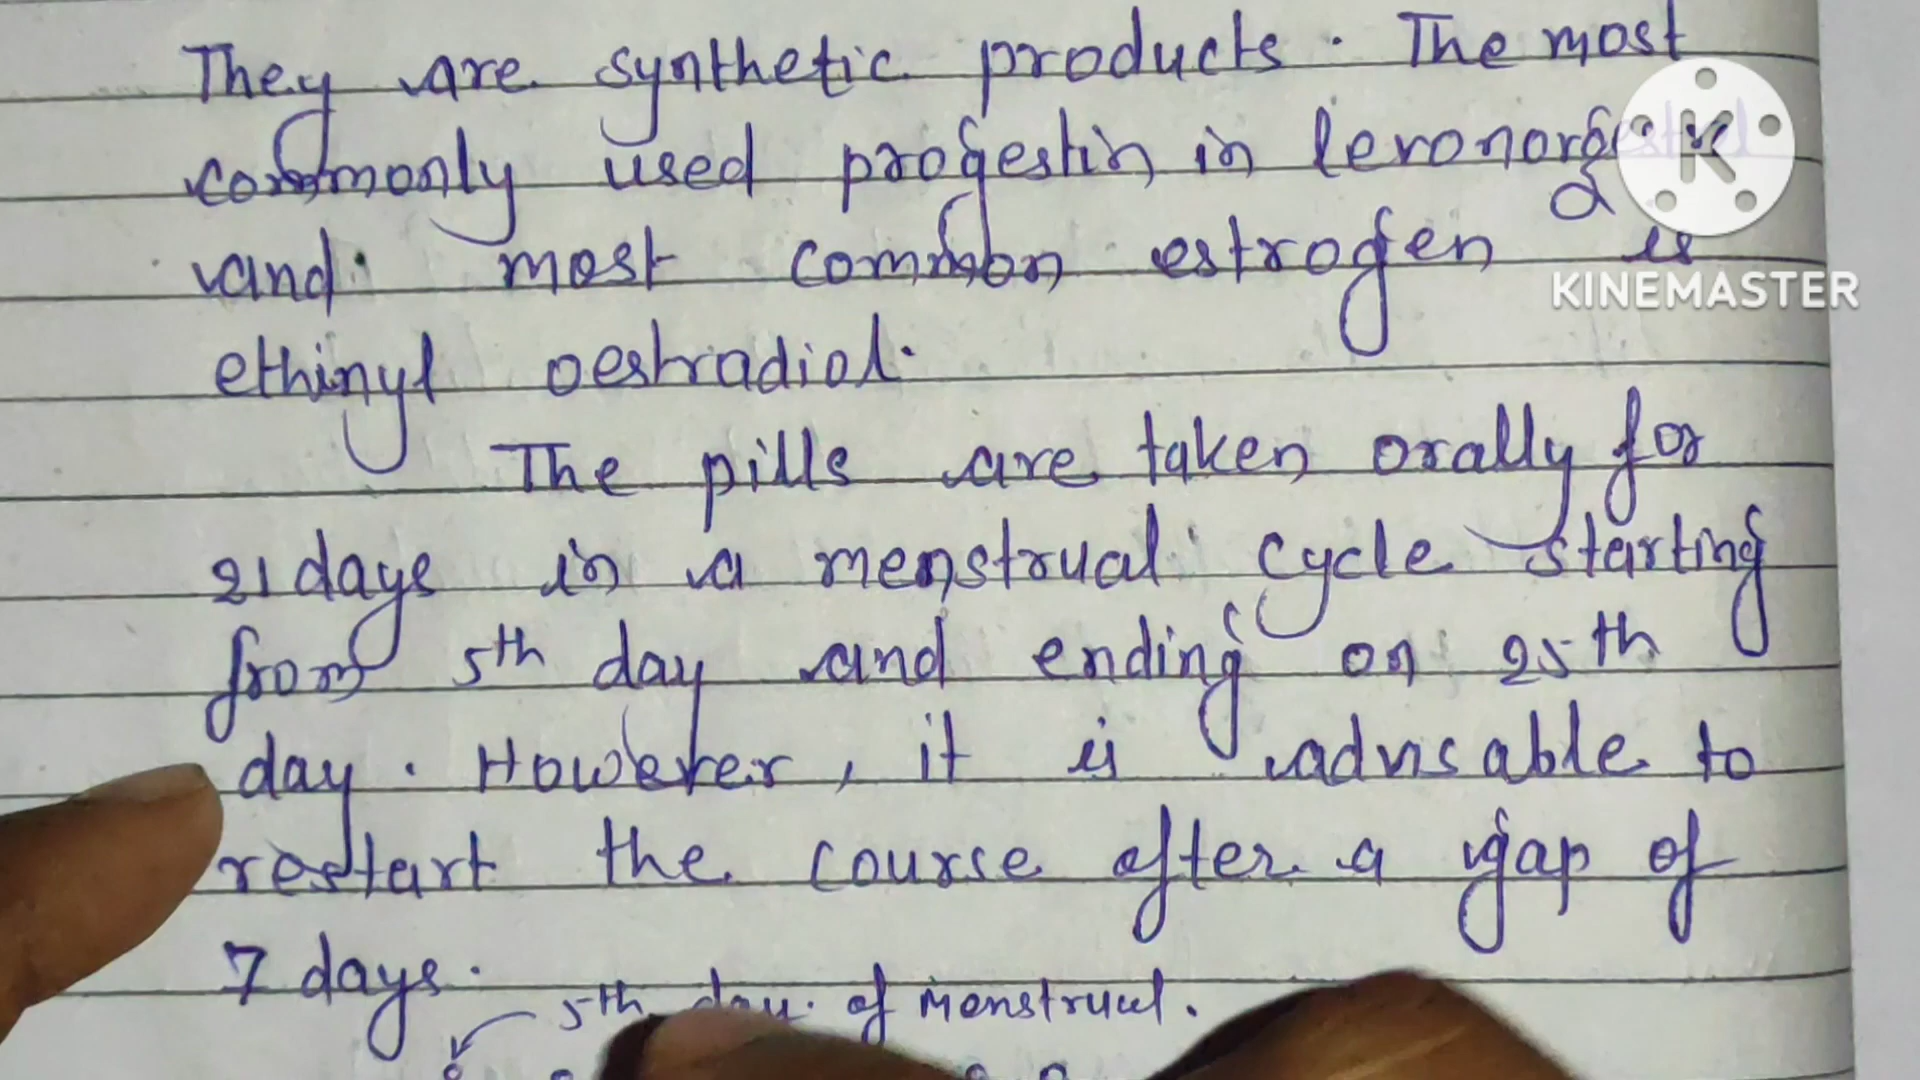 They are synthetic products. The most
commonly used progestin in levonorgestrel
and most common estrogen is
KINEMASTER
ethinyl oestradiol.
The pills are taken orally for
21 days in a menstrual cycle starting
from 5th day and ending on 25th
day. However, it is advisable to
restart the course after a gap of
7 days.
5th day of menstrual.